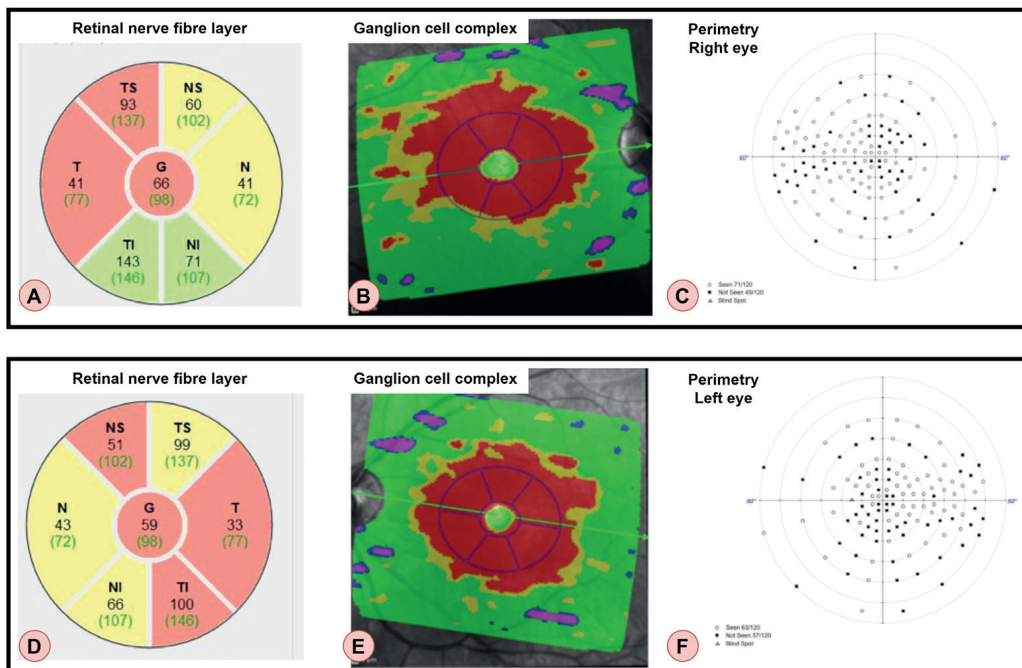 Retinal nerve fibre layer
TS
93
(137)
NS
60
(102)
T
41
(77)
G
66
(98)
N
41
(72)
TI
143
(146)
NI
71
(107)
A
Ganglion cell complex
B
Perimetry
Right eye
60°
60°
Seen 71/120
Not Seen 49/120
Blind Spot
C
Retinal nerve fibre layer
NS
51
(102)
TS
99
(137)
N
43
(72)
G
59
(98)
T
33
(77)
NI
66
(107)
TI
100
(146)
D
Ganglion cell complex
E
Perimetry
Left eye
60°
60°
Seen 63/120
Not Seen 57/120
Blind Spot
F